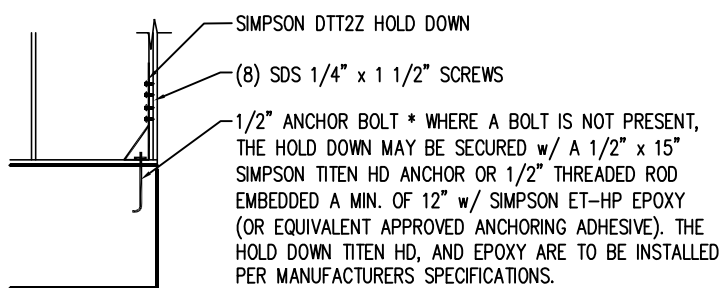 SIMPSON DTT2Z HOLD DOWN
(8) SDS 1/4" x 1 1/2" SCREWS
1/2" ANCHOR BOLT * WHERE A BOLT IS NOT PRESENT,
THE HOLD DOWN MAY BE SECURED w/ A 1/2" x 15"
SIMPSON TITEN HD ANCHOR OR 1/2" THREADED ROD
EMBEDDED A MIN. OF 12" w/ SIMPSON ET-HP EPOXY
(OR EQUIVALENT APPROVED ANCHORING ADHESIVE). THE
HOLD DOWN TITEN HD, AND EPOXY ARE TO BE INSTALLED
PER MANUFACTURERS SPECIFICATIONS.